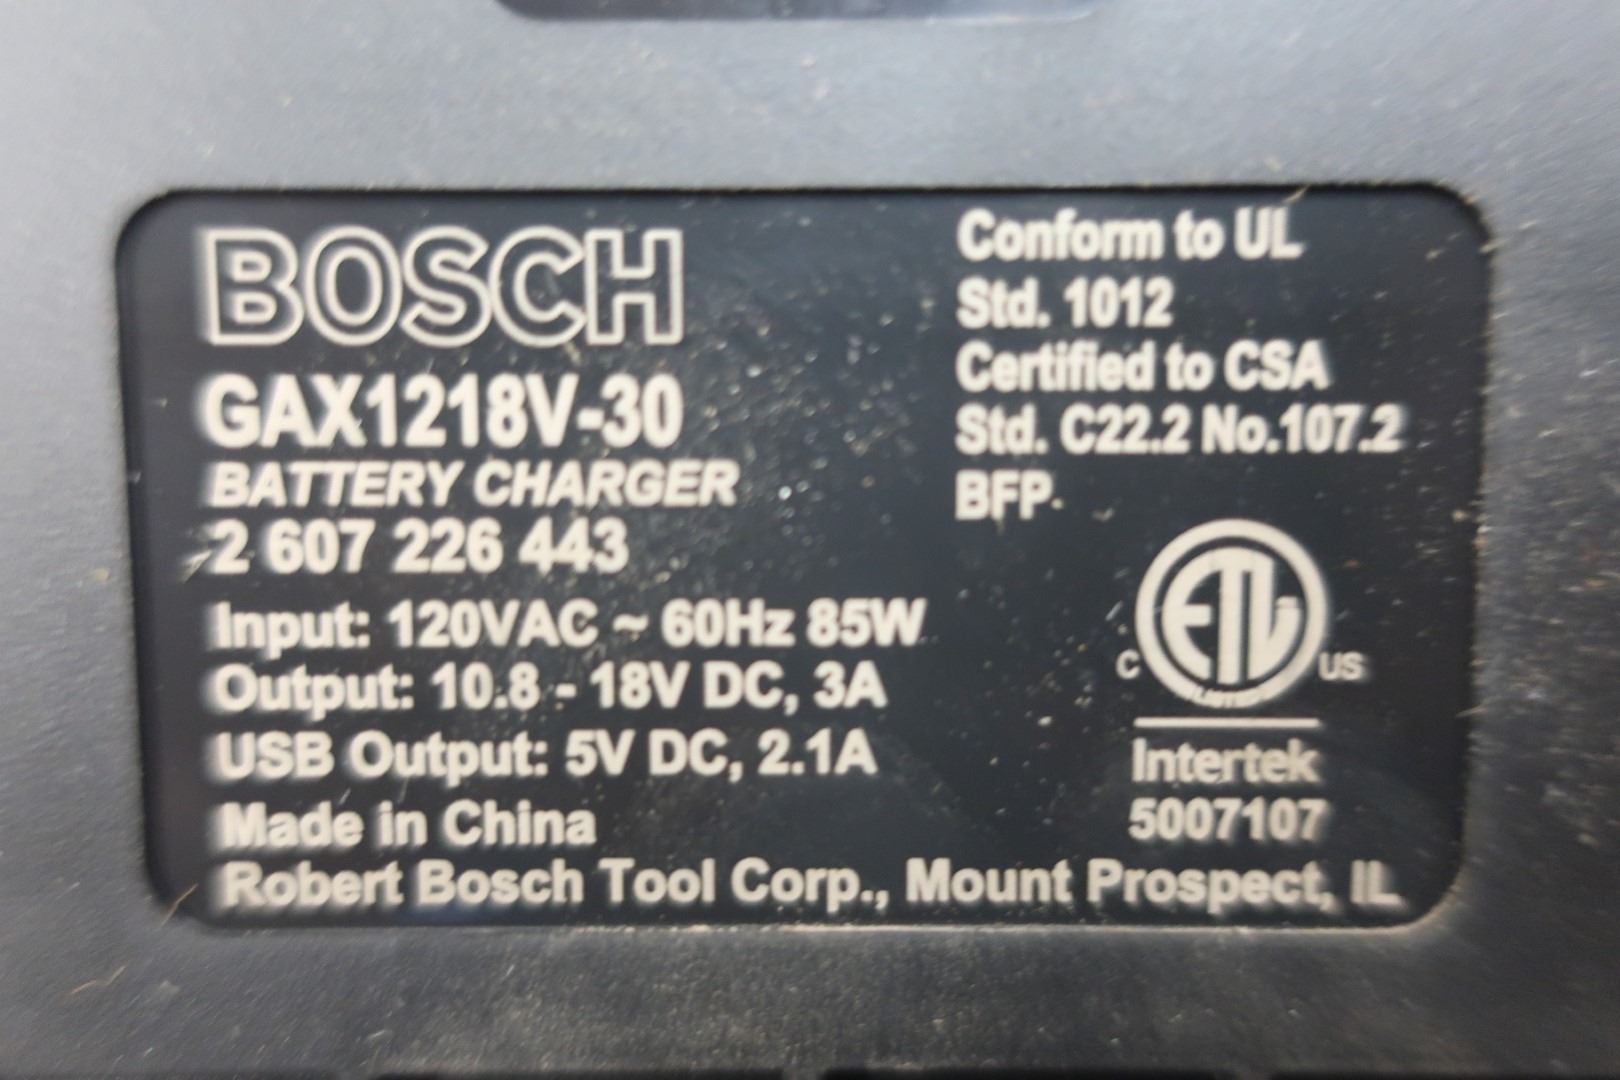 BOSCH
GAX1218V-30
BATTERY CHARGER
2 607 226 443
Input: 120VAC ~ 60Hz 85W
Output: 10.8 - 18V DC, 3A
USB Output: 5V DC, 2.1A
Made in China
Robert Bosch Tool Corp., Mount Prospect, IL
Conform to UL
Std. 1012
Certified to CSA
Std. C22.2 No.107.2
BFP
ETL
C US
LISTED
Intertek
5007107